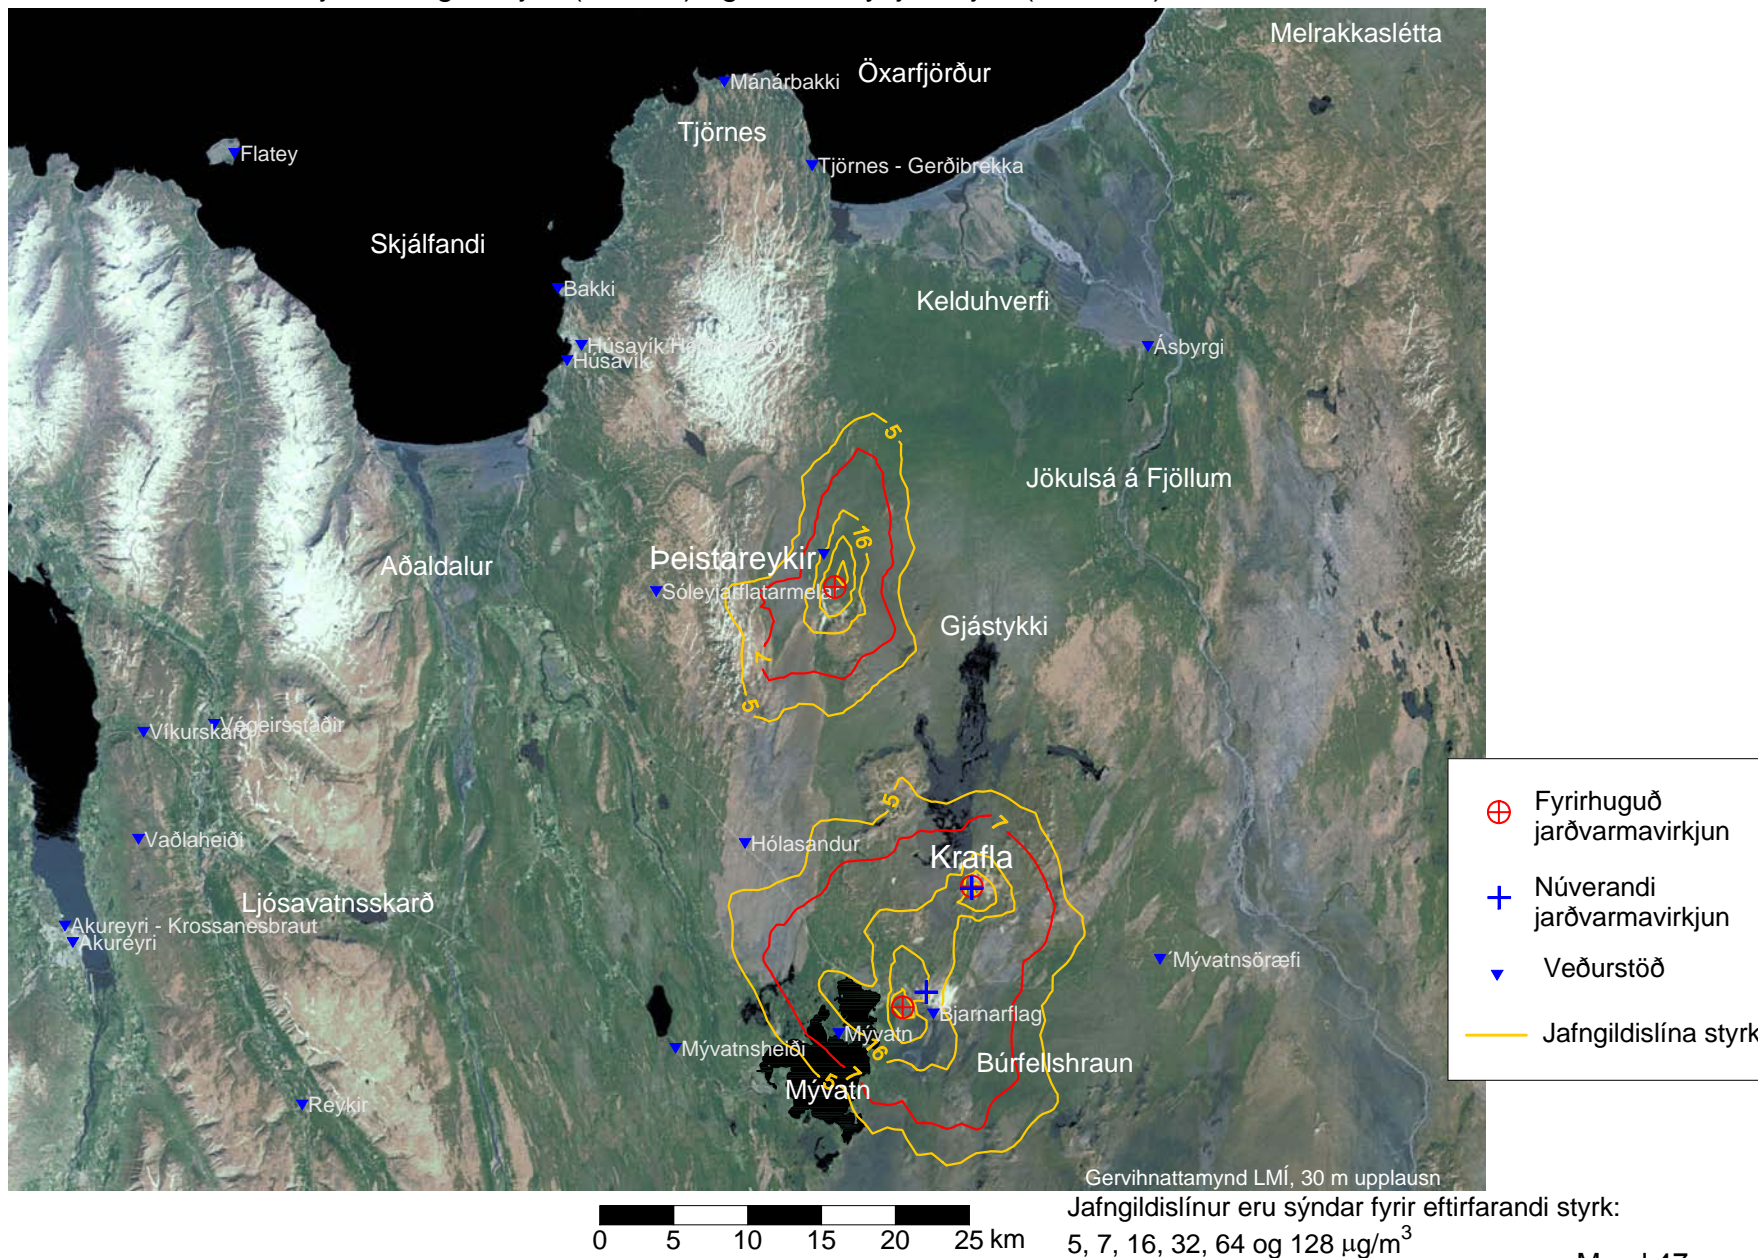 Melrakkaslétta
Öxarfjörður
Mánárbakki
Tjörnes
Flatey
Tjörnes - Gerðibrekka
Skjálfandi
Bakki
Kelduhverfi
Húsavík
Húsavík
Ásbyrgi
5
Jökulsá á Fjöllum
16
Þeistareykir
Aðaldalur
Sóleyjarflatarmelar
Gjástykki
7
5
Végeirsstaðir
Víkurskarð
5
7
Vaðlaheiði
Hólasandur
Krafla
Ljósavatnsskarð
Akureyri - Krossanesbraut
Akureyri
Mývatnsöræfi
Bjarnarflag
Mývatn
16
Mývatnsheiði
Búrfellshraun
5
7
Mývatn
Reykir
Gervihnattamynd LMÍ, 30 m upplausn
Fyrirhuguð
jarðvarmavirkjun
Núverandi
jarðvarmavirkjun
Veðurstöð
Jafngildislína styrk
0 5 10 15 20 25 km
Jafngildislínur eru sýndar fyrir eftirfarandi styrk:
5, 7, 16, 32, 64 og 128 µg/m³